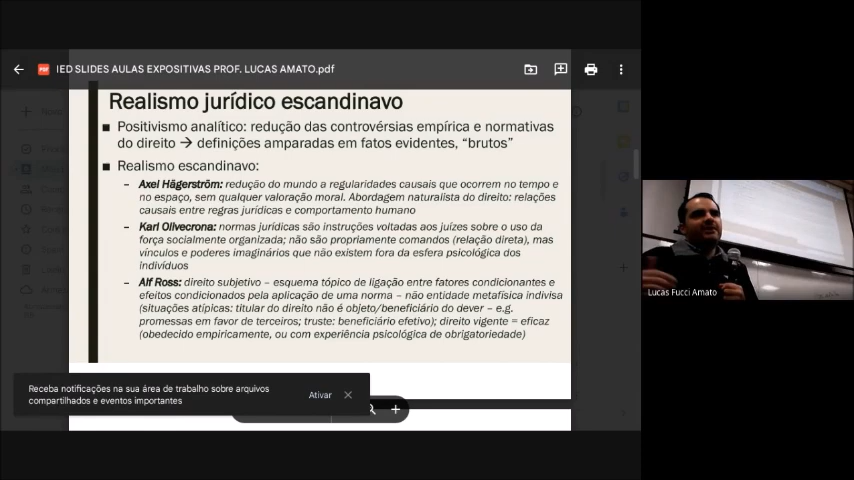 IED SLIDES AULAS EXPOSITIVAS PROF. LUCAS AMATO.pdf
Realismo jurídico escandinavo
Positivismo analítico: redução das controvérsias empírica e normativas
do direito → definições amparadas em fatos evidentes, “brutos”
Realismo escandinavo:
– Axel Hägerström: redução do mundo a regularidades causais que ocorrem no tempo e
no espaço, sem qualquer valoração moral. Abordagem naturalista do direito: relações
causais entre regras jurídicas e comportamento humano
– Karl Olivecrona: normas jurídicas são instruções voltadas aos juízes sobre o uso da
força socialmente organizada; não são propriamente comandos (relação direta), mas
vínculos e poderes imaginários que não existem fora da esfera psicológica dos
indivíduos
– Alf Ross: direito subjetivo – esquema tópico de ligação entre fatores condicionantes e
efeitos condicionados pela aplicação de uma norma – não entidade metafísica indivisa
(situações atípicas: titular do direito não é objeto/beneficiário do dever – e.g.
promessas em favor de terceiros; truste: beneficiário efetivo); direito vigente = eficaz
(obedecido empiricamente, ou com experiência psicológica de obrigatoriedade)
Receba notificações na sua área de trabalho sobre arquivos
compartilhados e eventos importantes
Ativar
Lucas Fucci Amato